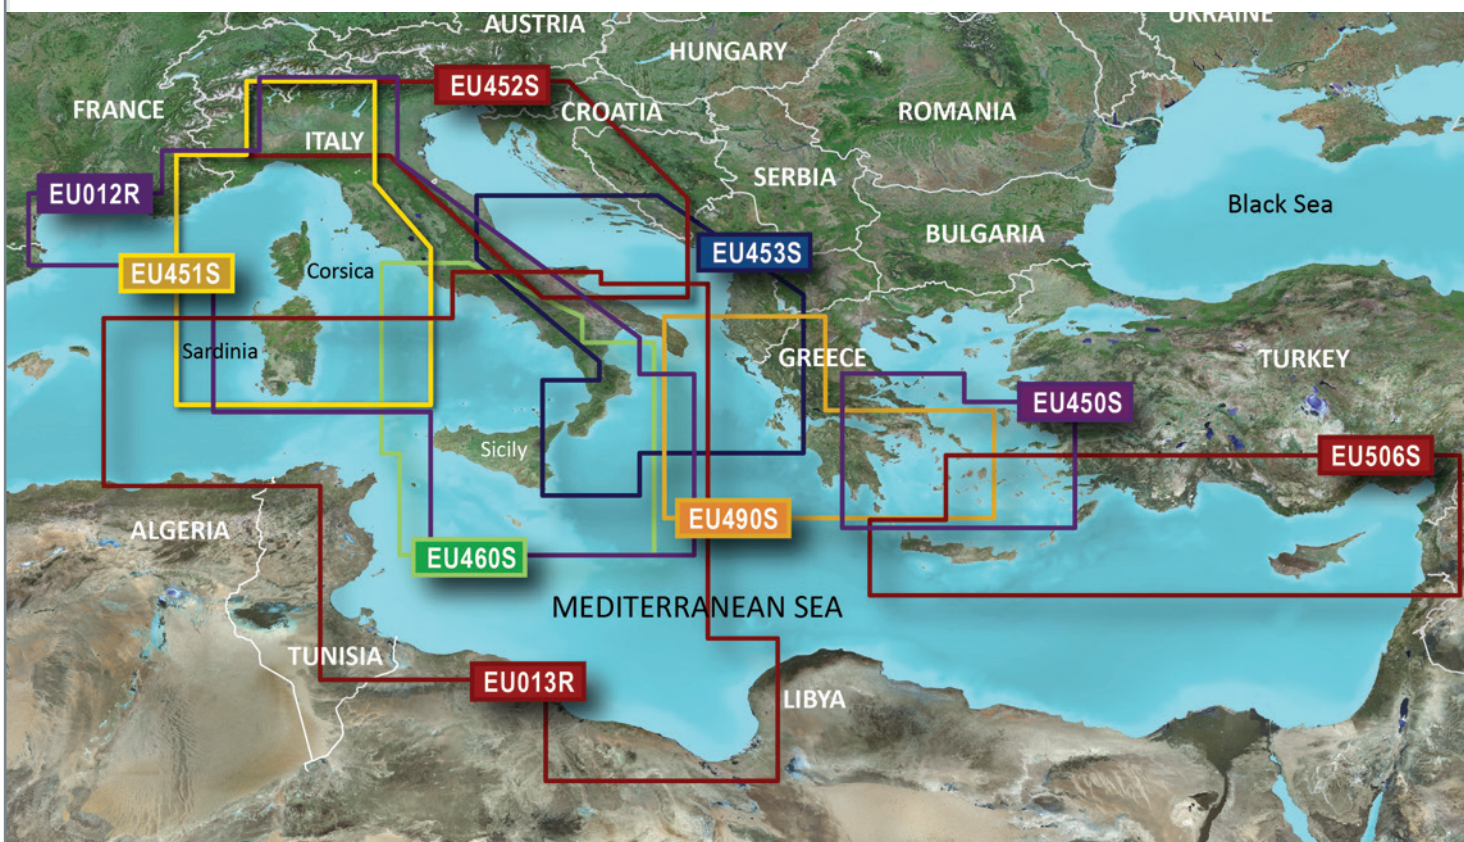 UKRAINE
AUSTRIA
HUNGARY
EU452S
FRANCE
CROATIA
ROMANIA
ITALY
SERBIA
EU012R
Black Sea
BULGARIA
EU453S
EU451S
Corsica
Sardinia
GREECE
TURKEY
EU450S
Sicily
EU506S
EU490S
ALGERIA
EU460S
MEDITERRANEAN SEA
TUNISIA
EU013R
LIBYA